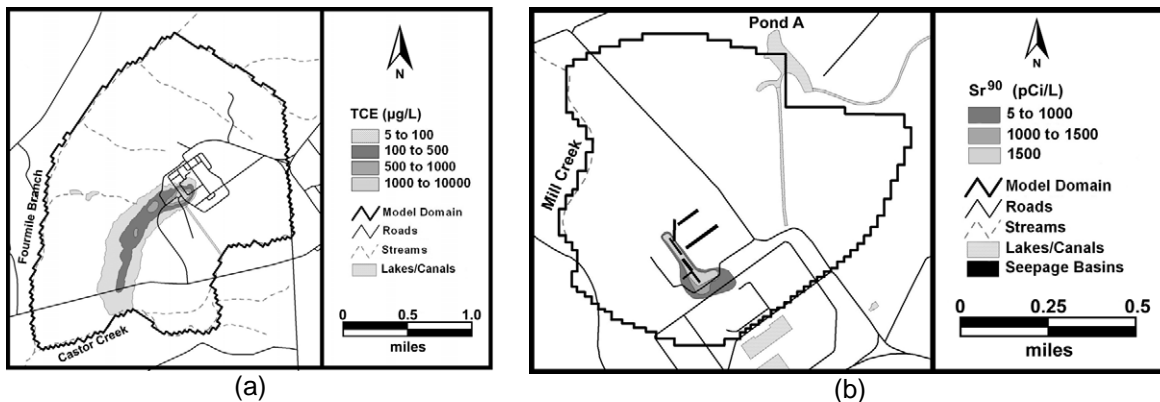 Fourmile Branch
Castor Creek
N
TCE (µg/L)
5 to 100
100 to 500
500 to 1000
1000 to 10000
Model Domain
Roads
Streams
Lakes/Canals
0 0.5 1.0
miles
(a)
Pond A
Mill Creek
N
Sr90 (pCi/L)
5 to 1000
1000 to 1500
1500
Model Domain
Roads
Streams
Lakes/Canals
Seepage Basins
0 0.25 0.5
miles
(b)